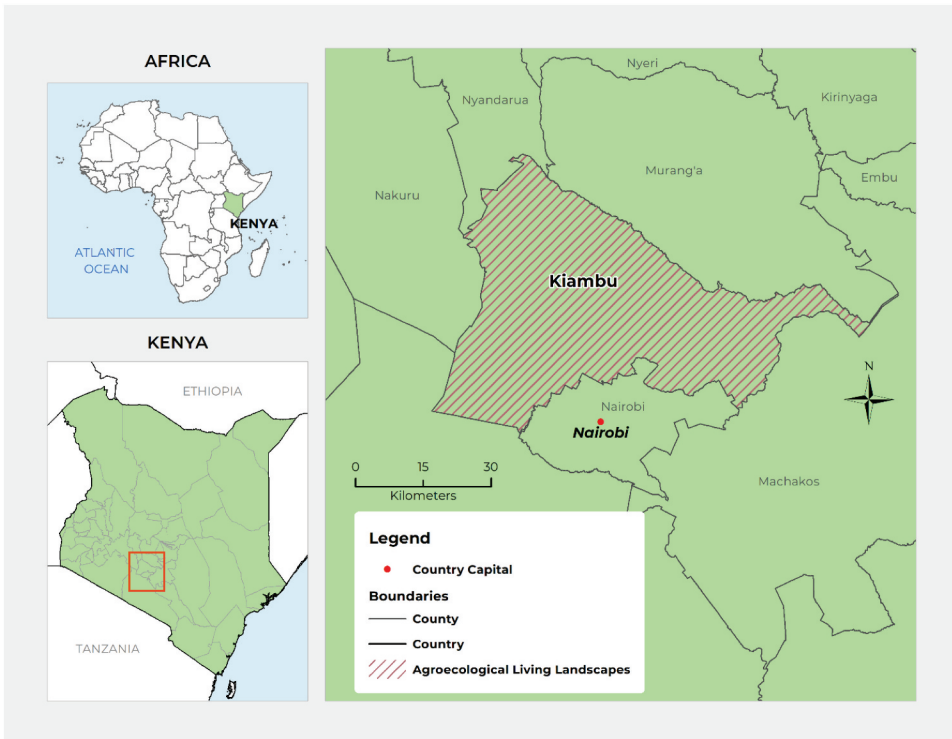 AFRICA
KENYA
ATLANTIC
OCEAN
KENYA
ETHIOPIA
TANZANIA
Nyeri
Nyandarua
Kirinyaga
Murang'a
Embu
Nakuru
Kiambu
Nairobi
Nairobi
Machakos
N
0 15 30
Kilometers
Legend
Country Capital
Boundaries
County
Country
Agroecological Living Landscapes